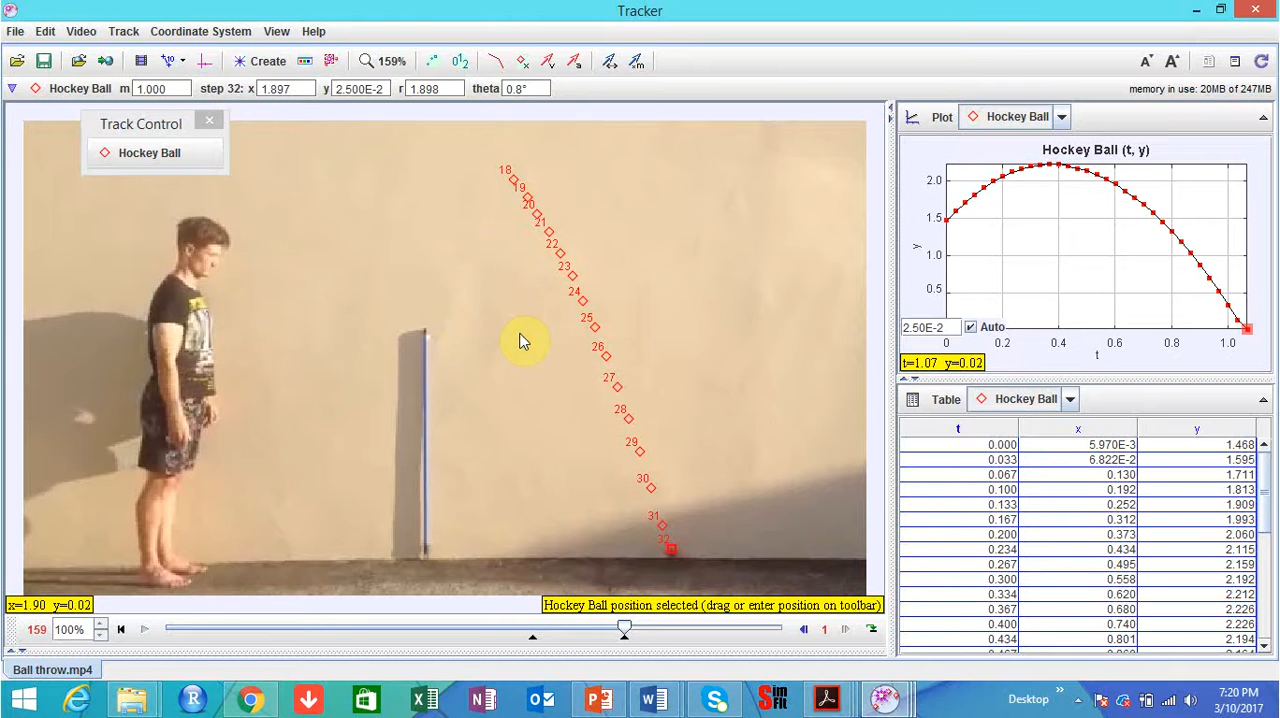 Tracker
File Edit Video Track Coordinate System View Help
Create 159%
Hockey Ball m 1.000 step 32: x 1.897 y 2.500E-2 r 1.898 theta 0.8°
memory in use: 20MB of 247MB
Track Control
Hockey Ball
18
19
20
21
22
23
24
25
26
27
28
29
30
31
32
x=1.90 y=0.02
Hockey Ball position selected (drag or enter position on toolbar)
159 100% 1
Ball throw.mp4
Plot Hockey Ball
Hockey Ball (t, y)
2.0
1.5
y
1.0
0.5
2.50E-2 Auto
0 0.2 0.4 0.6 0.8 1.0
t
t=1.07 y=0.02
Table Hockey Ball
t x y
0.000 5.970E-3 1.468
0.033 6.822E-2 1.595
0.067 0.130 1.711
0.100 0.192 1.813
0.133 0.252 1.909
0.167 0.312 1.993
0.200 0.373 2.060
0.234 0.434 2.115
0.267 0.495 2.159
0.300 0.558 2.192
0.334 0.620 2.212
0.367 0.680 2.226
0.400 0.740 2.226
0.434 0.801 2.194
Desktop
7:20 PM
3/10/2017